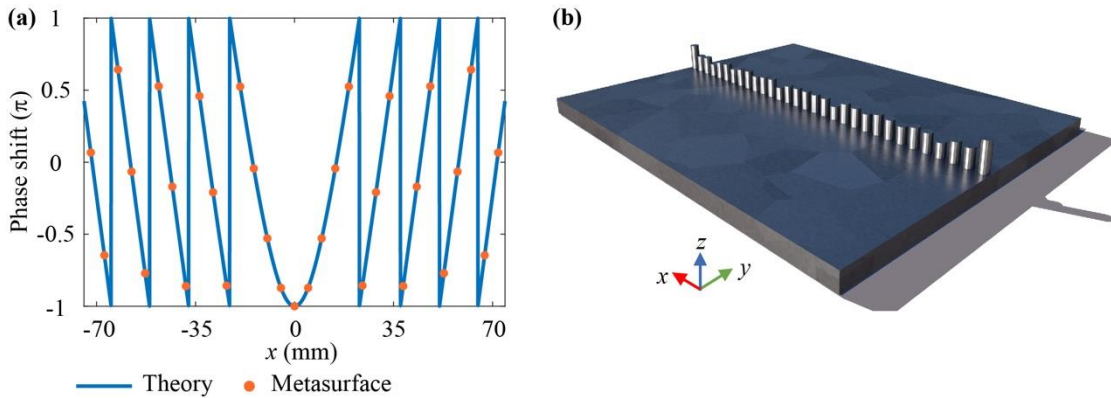 (a)
Phase shift (π)
1
0.5
0
-0.5
-1
-70
-35
0
35
70
x (mm)
Theory
Metasurface
(b)
z
x
y